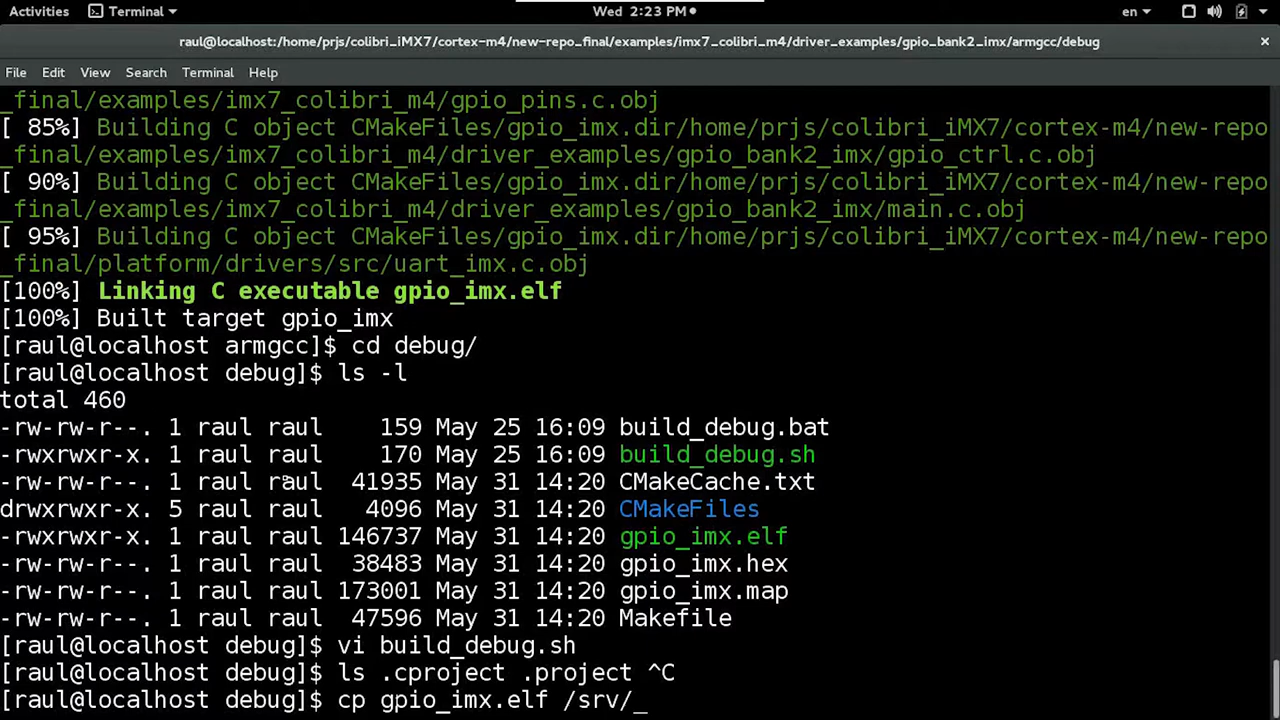 Activities Terminal Wed 2:23 PM en
raul@localhost:/home/prjs/colibri_iMX7/cortex-m4/new-repo_final/examples/imx7_colibri_m4/driver_examples/gpio_bank2_imx/armgcc/debug
File Edit View Search Terminal Help
_final/examples/imx7_colibri_m4/gpio_pins.c.obj
[ 85%] Building C object CMakeFiles/gpio_imx.dir/home/prjs/colibri_iMX7/cortex-m4/new-repo
_final/examples/imx7_colibri_m4/driver_examples/gpio_bank2_imx/gpio_ctrl.c.obj
[ 90%] Building C object CMakeFiles/gpio_imx.dir/home/prjs/colibri_iMX7/cortex-m4/new-repo
_final/examples/imx7_colibri_m4/driver_examples/gpio_bank2_imx/main.c.obj
[ 95%] Building C object CMakeFiles/gpio_imx.dir/home/prjs/colibri_iMX7/cortex-m4/new-repo
_final/platform/drivers/src/uart_imx.c.obj
[100%] Linking C executable gpio_imx.elf
[100%] Built target gpio_imx
[raul@localhost armgcc]$ cd debug/
[raul@localhost debug]$ ls -l
total 460
-rw-rw-r--. 1 raul raul 159 May 25 16:09 build_debug.bat
-rwxrwxr-x. 1 raul raul 170 May 25 16:09 build_debug.sh
-rw-rw-r--. 1 raul raul 41935 May 31 14:20 CMakeCache.txt
drwxrwxr-x. 5 raul raul 4096 May 31 14:20 CMakeFiles
-rwxrwxr-x. 1 raul raul 146737 May 31 14:20 gpio_imx.elf
-rw-rw-r--. 1 raul raul 38483 May 31 14:20 gpio_imx.hex
-rw-rw-r--. 1 raul raul 173001 May 31 14:20 gpio_imx.map
-rw-rw-r--. 1 raul raul 47596 May 31 14:20 Makefile
[raul@localhost debug]$ vi build_debug.sh
[raul@localhost debug]$ ls .cproject .project ^C
[raul@localhost debug]$ cp gpio_imx.elf /srv/_